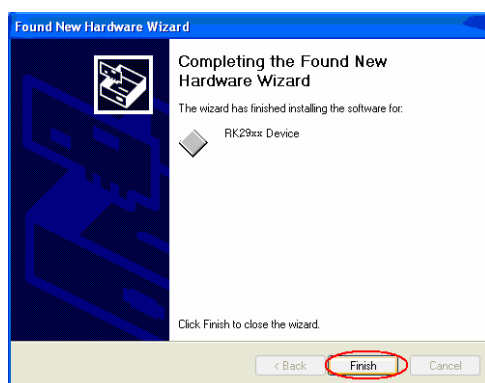 Found New Hardware Wizard
Completing the Found New
Hardware Wizard
The wizard has finished installing the software for:
RK29xx Device
Click Finish to close the wizard.
< Back
Finish
Cancel